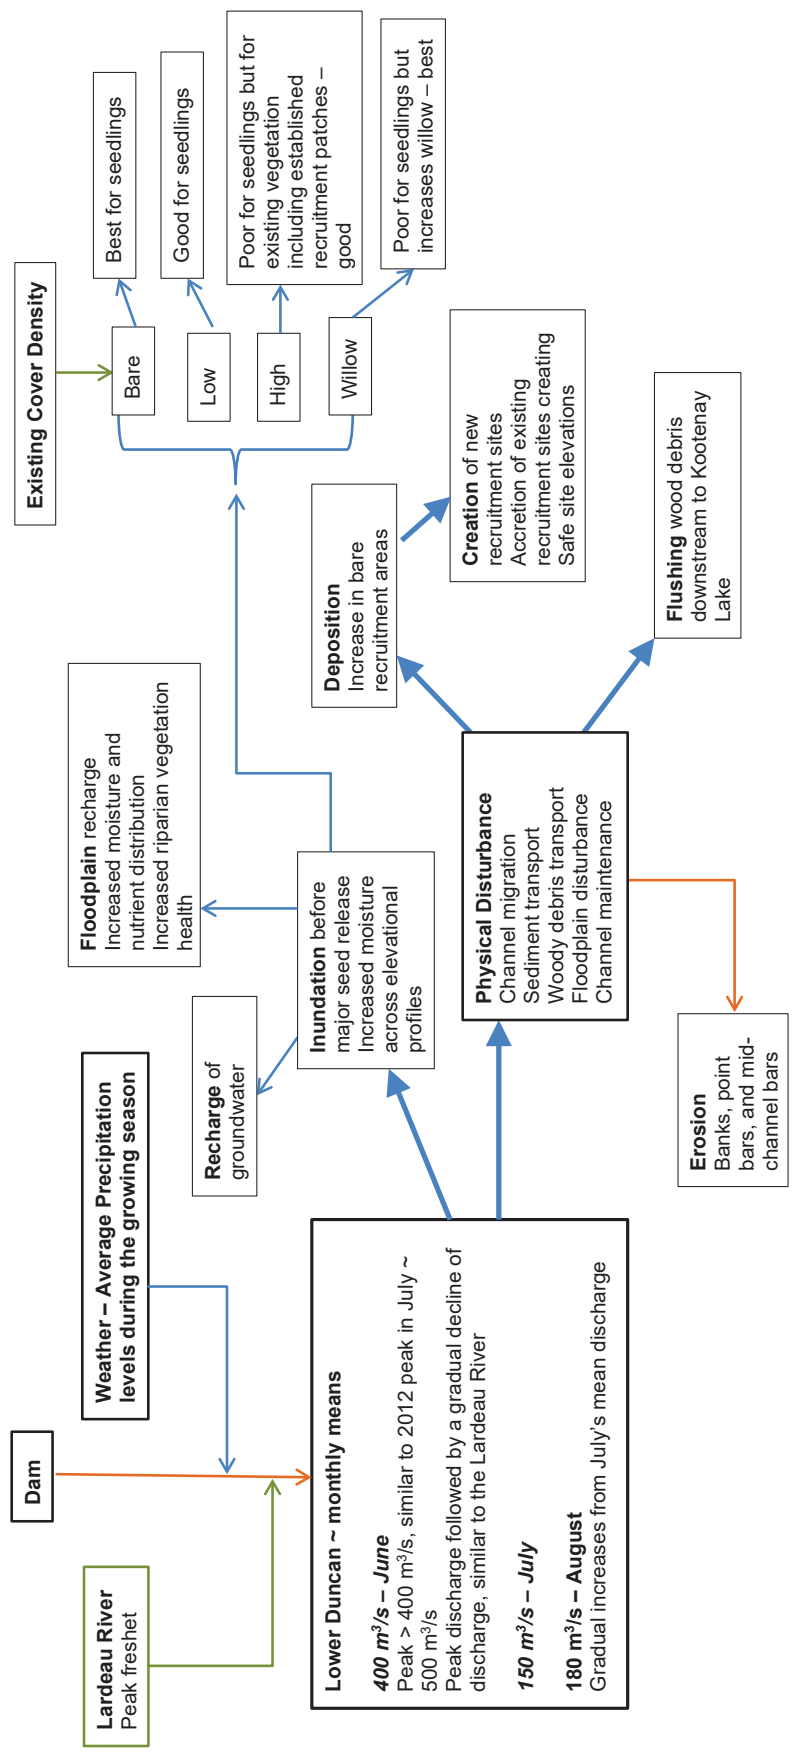 Dam
Lardeau River
Peak freshet
Weather – Average Precipitation
levels during the growing season
Lower Duncan ~ monthly means
400 m³/s – June
Peak > 400 m³/s, similar to 2012 peak in July ~
500 m³/s
Peak discharge followed by a gradual decline of
discharge, similar to the Lardeau River
150 m³/s – July
180 m³/s – August
Gradual increases from July's mean discharge
Recharge of
groundwater
Floodplain recharge
Increased moisture and
nutrient distribution
Increased riparian vegetation
health
Inundation before
major seed release
Increased moisture
across elevational
profiles
Physical Disturbance
Channel migration
Sediment transport
Woody debris transport
Floodplain disturbance
Channel maintenance
Erosion
Banks, point
bars, and mid-
channel bars
Deposition
Increase in bare
recruitment areas
Creation of new
recruitment sites
Accretion of existing
recruitment sites creating
Safe site elevations
Flushing wood debris
downstream to Kootenay
Lake
Existing Cover Density
Bare
Low
High
Willow
Best for seedlings
Good for seedlings
Poor for seedlings but for
existing vegetation
including established
recruitment patches –
good
Poor for seedlings but
increases willow – best